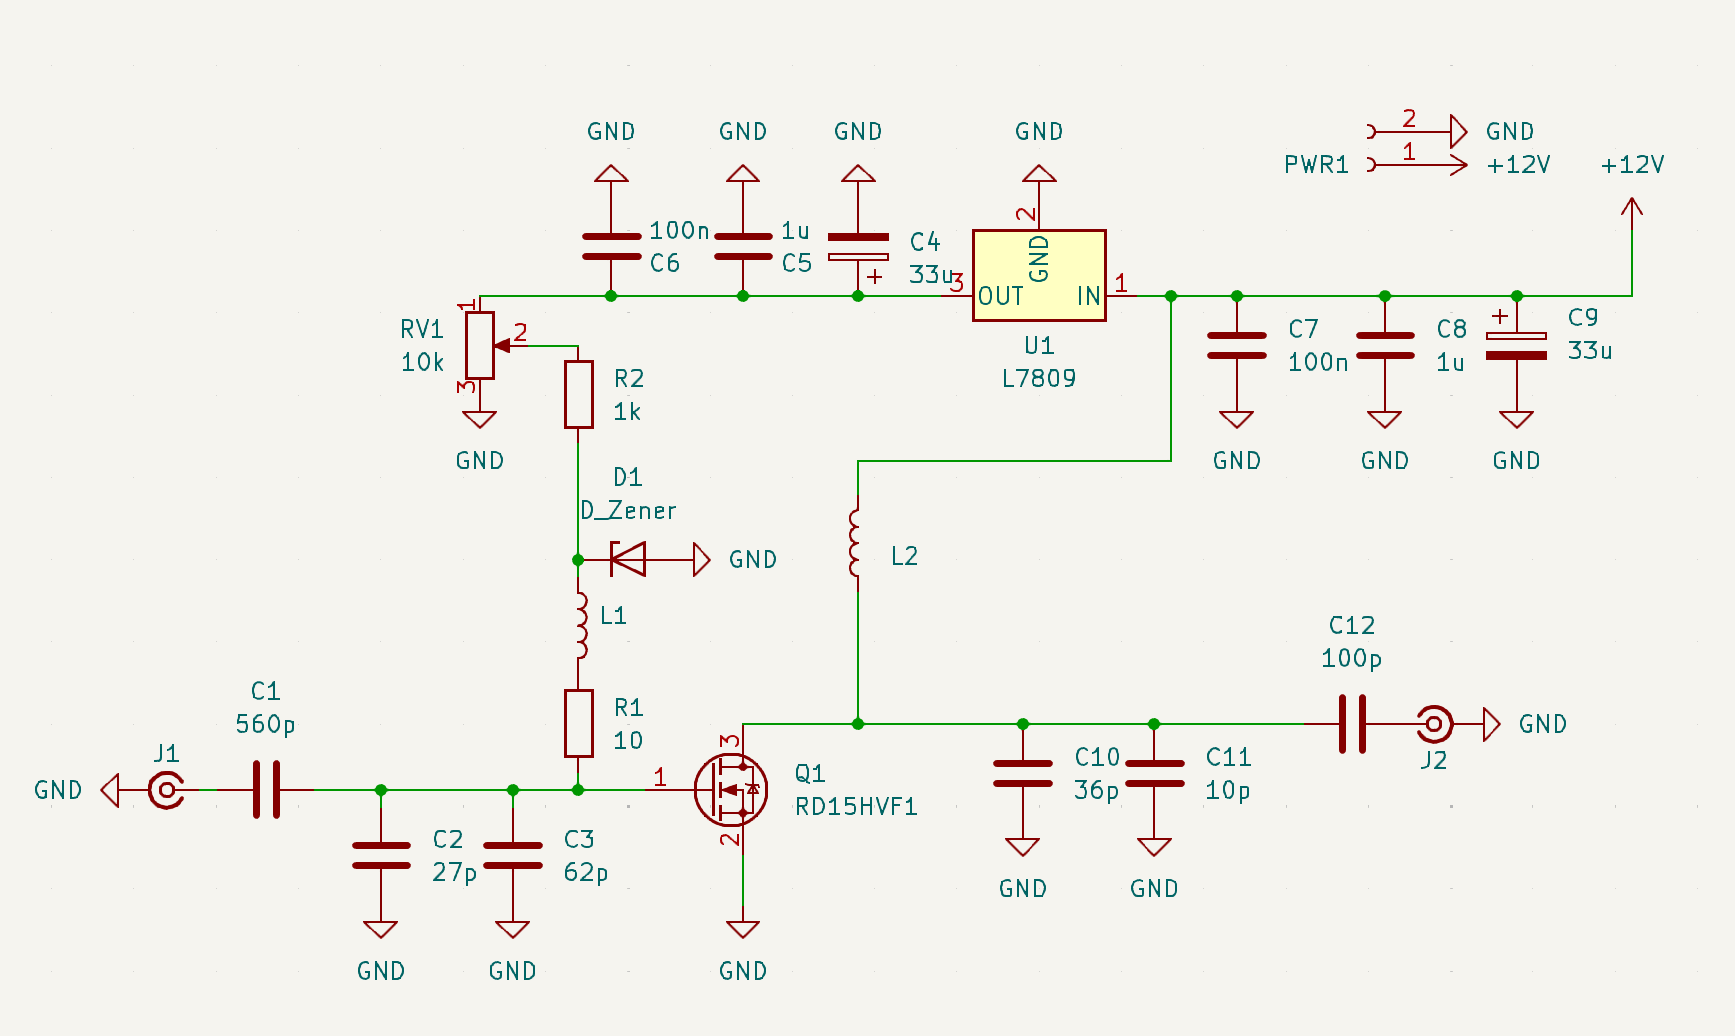 GND
GND
GND
GND
2
GND
PWR1
1
+12V
+12V
100n
C6
1u
C5
C4
33u
+
2
GND
3
OUT
IN
1
U1
L7809
1
RV1
10k
2
3
GND
R2
1k
C7
100n
GND
C8
1u
GND
+
C9
33u
GND
D1
D_Zener
GND
L1
L2
R1
10
C12
100p
J2
GND
C1
560p
J1
GND
1
3
2
Q1
RD15HVF1
C10
36p
GND
C11
10p
GND
C2
27p
GND
C3
62p
GND
GND